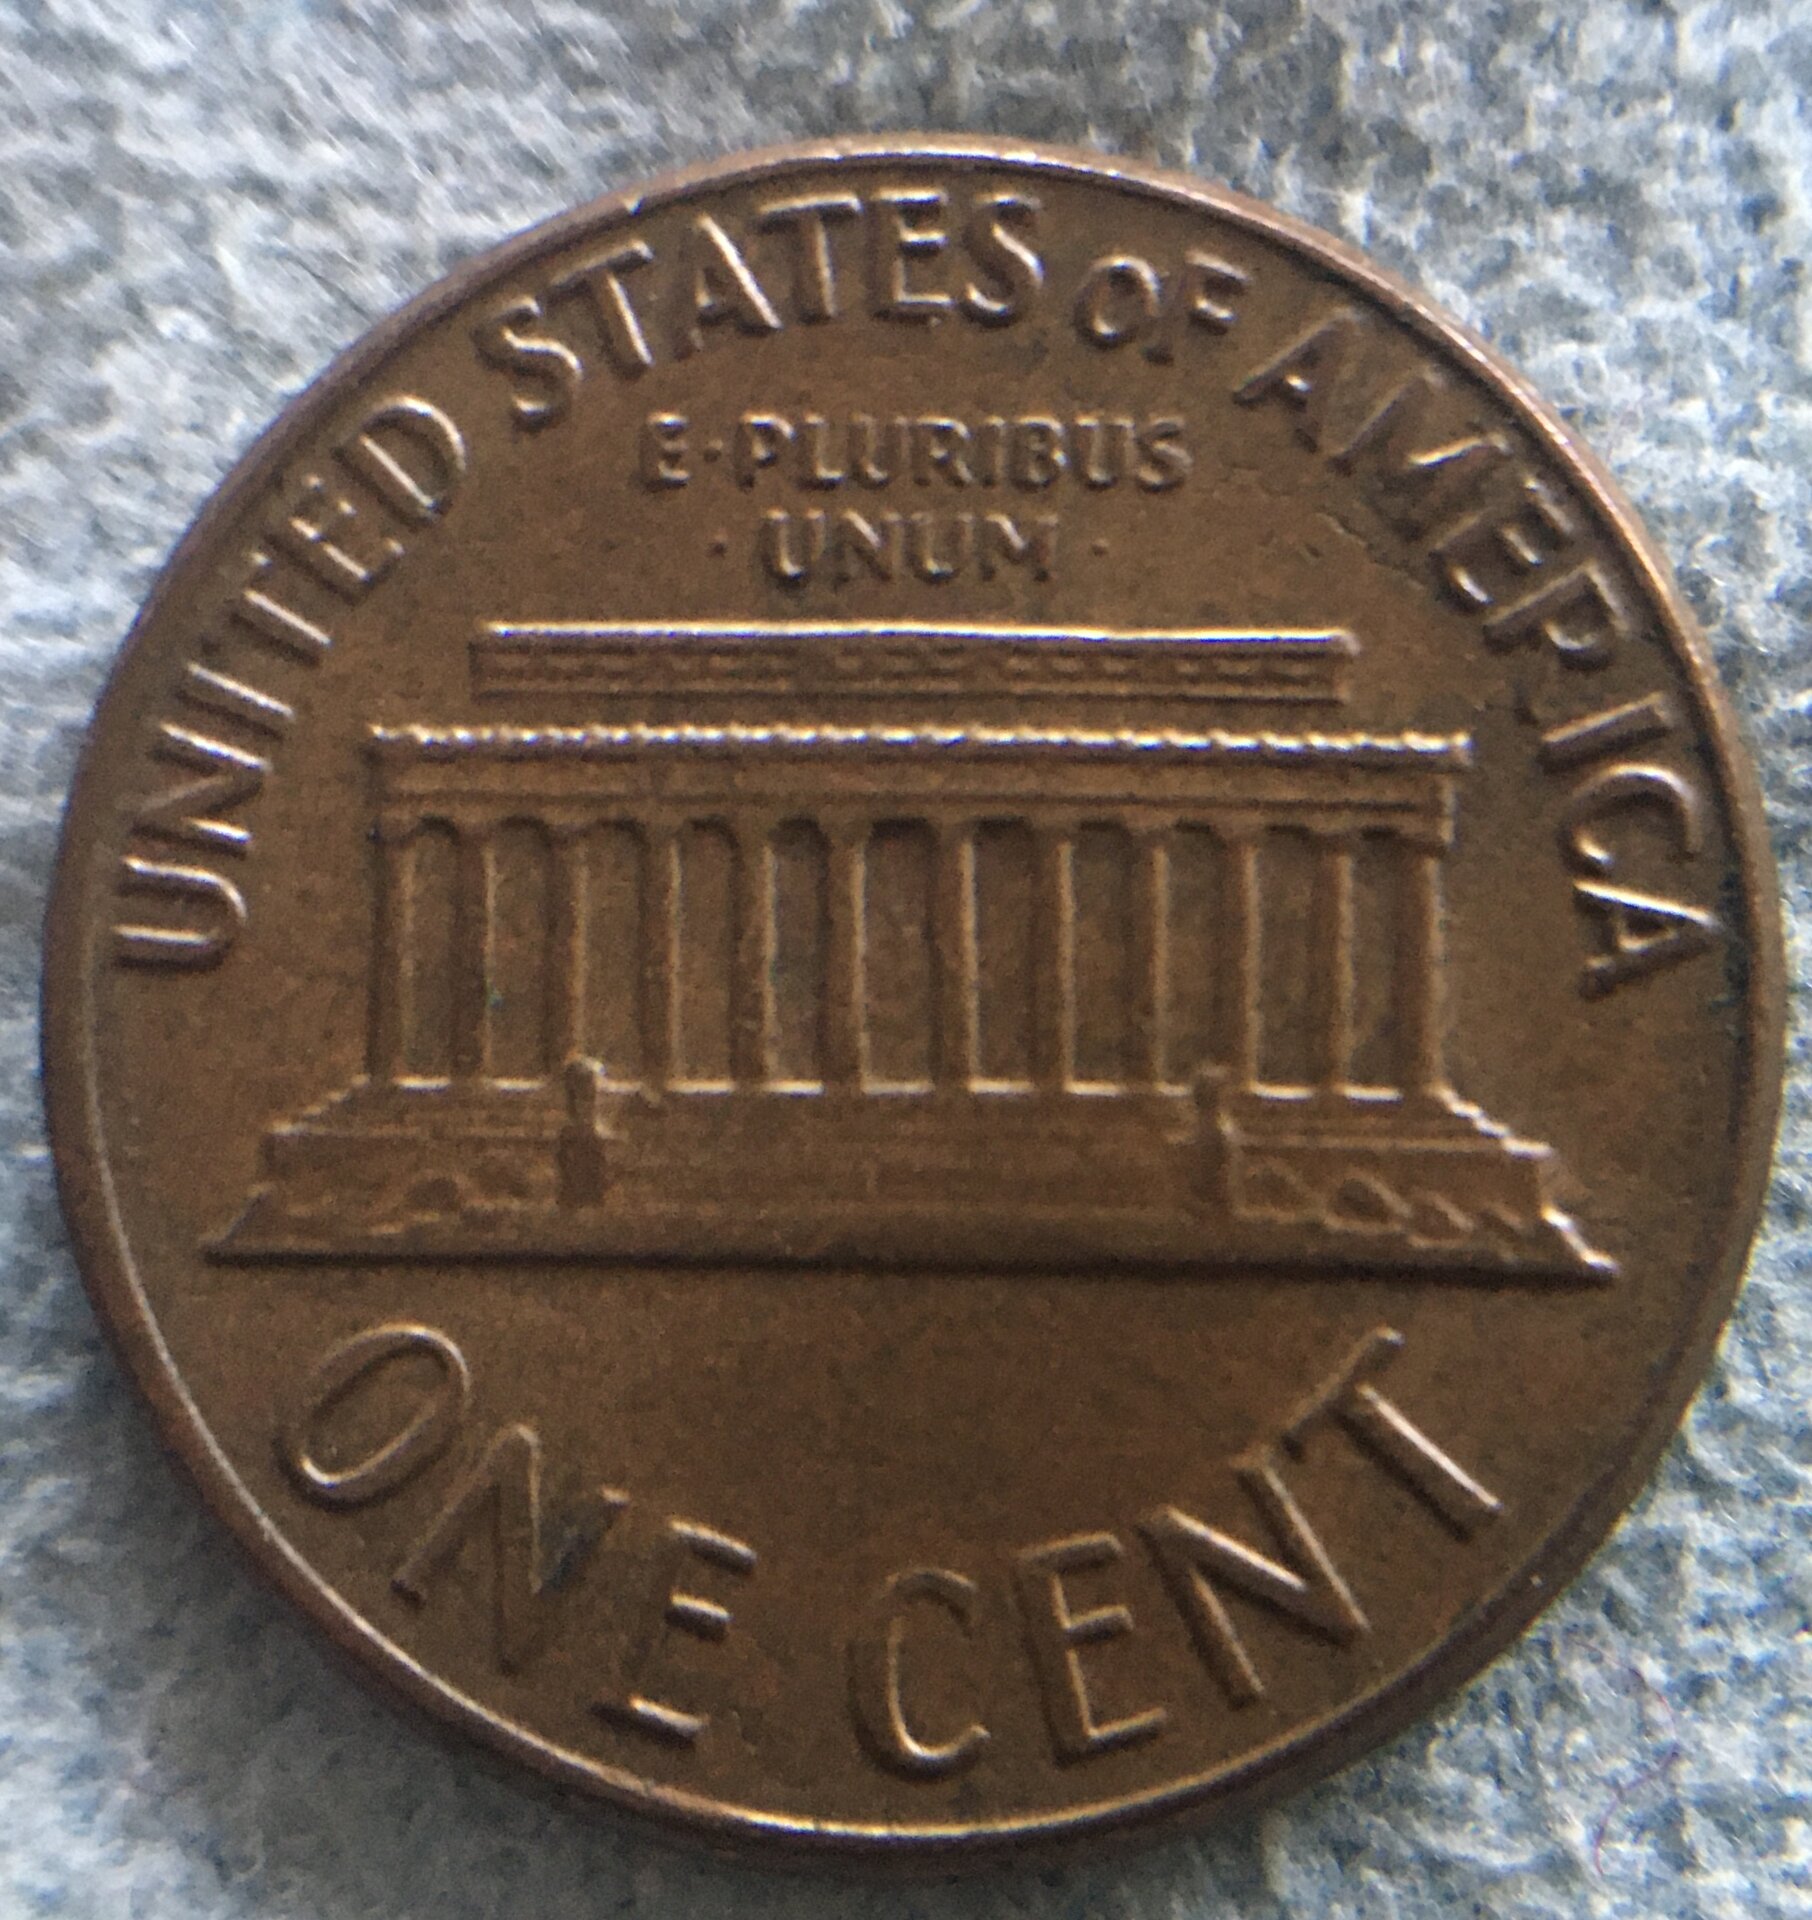 UNITED STATES OF AMERICA
E·PLURIBUS
·UNUM·
ONE CENT